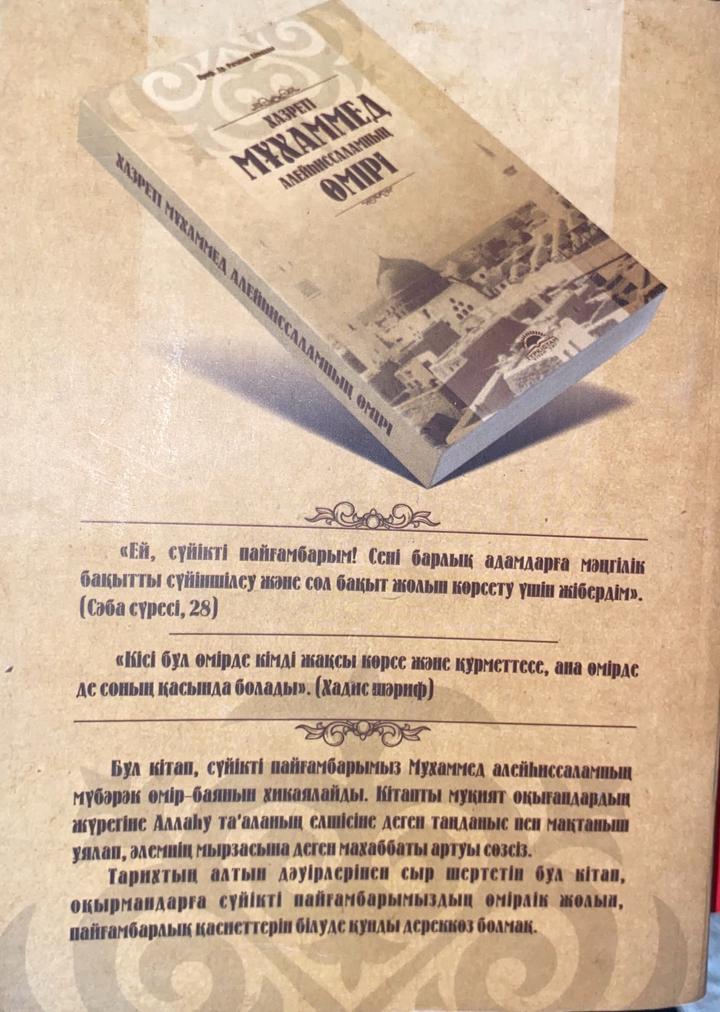 ХАЗРЕТІ
МҰХАММЕД
АЛЕЙҺИССАЛАМНЫҢ
ӨМІРІ
ХАЗРЕТІ МҰХАММЕД АЛЕЙҺИССАЛАМНЫҢ ӨМІРІ
ТҮРКІСТАН
«Ей, сүйікті пайғамбарым! Сені барлық адамдарға мәңгілік
бақытты сүйіншілеу және сол бақыт жолын көрсету үшін жібердім».
(Сәба сүресі, 28)
«Кісі бұл өмірде кімді жақсы көрсе және құрметтесе, ана өмірде
де соның қасында болады». (Хадис шәриф)
Бұл кітап, сүйікті пайғамбарымыз Мұхаммед алейһиссаламның
мүбәрәк өмір-баянын хикаялайды. Кітапты мұқият оқығандардың
жүрегіне Аллаһу та’аланың елшісіне деген таңданыс пен мақтаныш
ұялап, әлемнің мырзасына деген махаббаты артуы сөзсіз.
Тарихтың алтын дәуірлерінен сыр шертетін бұл кітап,
оқырмандарға сүйікті пайғамбарымыздың өмірлік жолын,
пайғамбарлық қасиеттерін білуде құнды дереккөз болмақ.